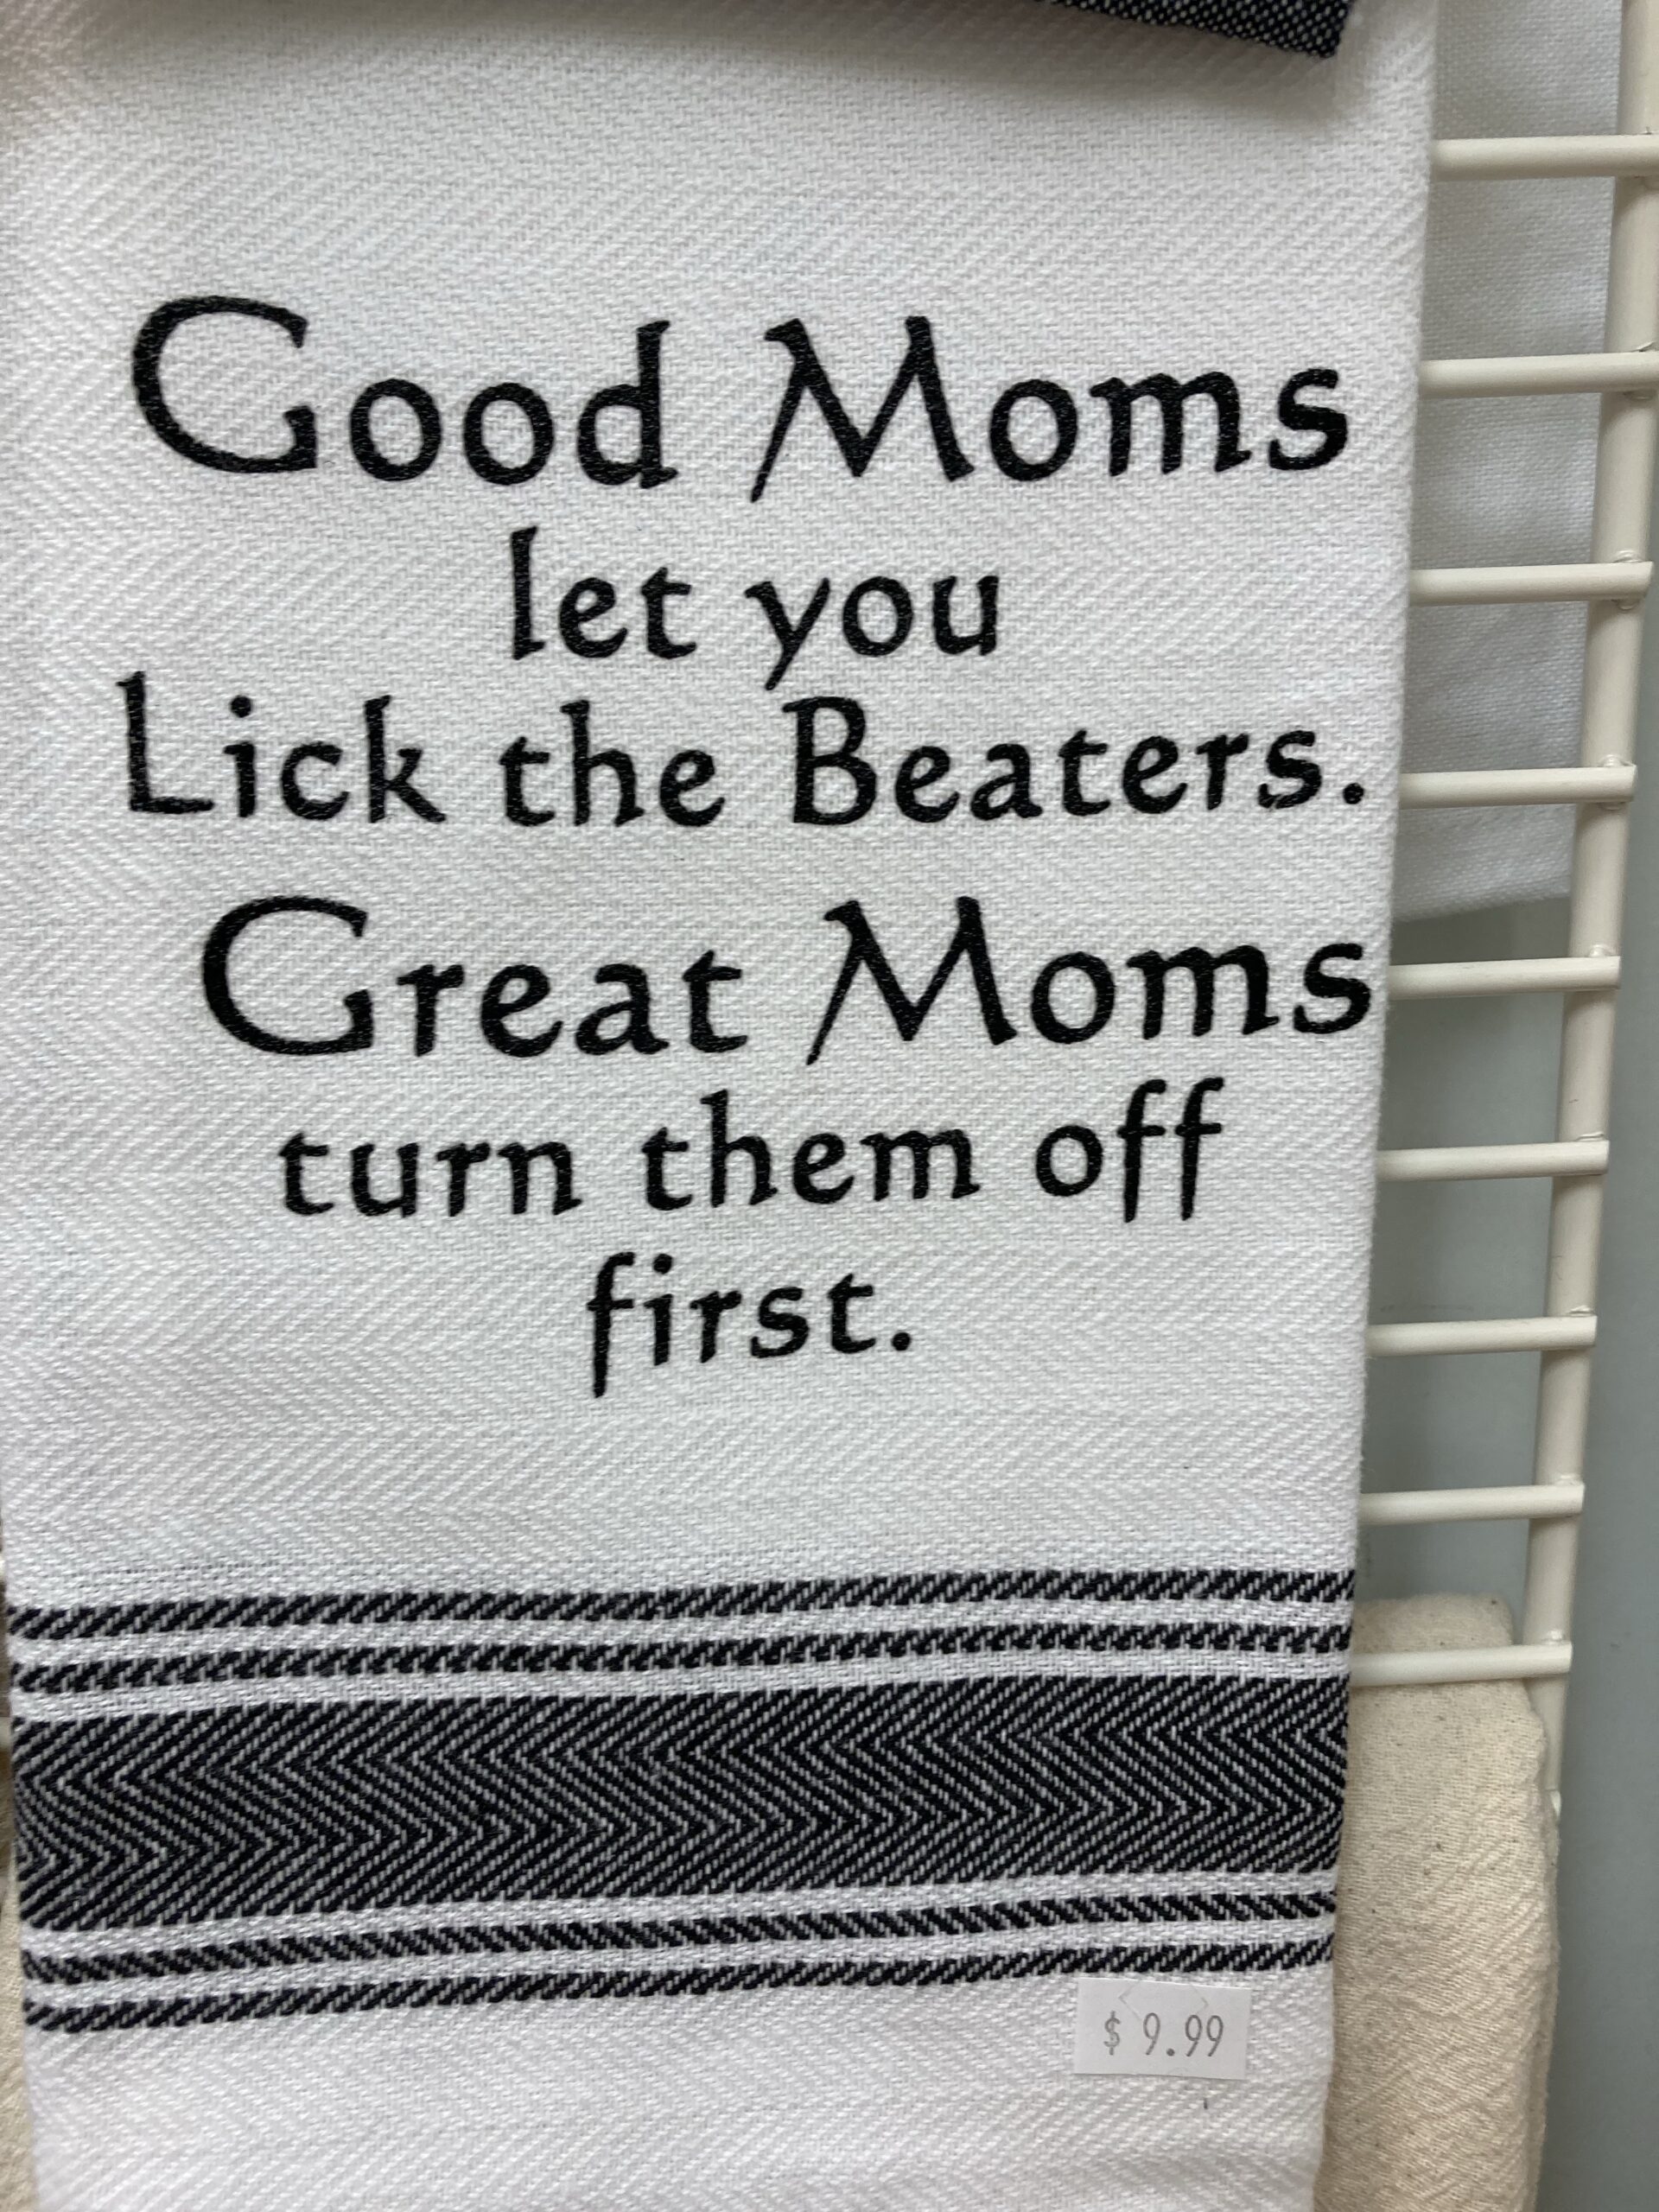 Good Moms
let you
Lick the Beaters.
Great Moms
turn them off
first.
$ 9.99